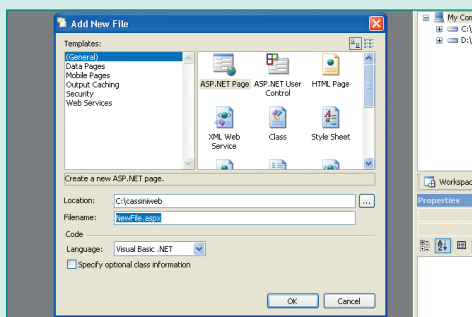 Add New File
Templates:
(General)
Data Pages
Mobile Pages
Output Caching
Security
Web Services
ASP.NET Page
ASP.NET User Control
HTML Page
XML Web Service
Class
Style Sheet
Create a new ASP.NET page.
Location: C:\cassiniweb ...
Filename: NewFile.aspx
Code
Language: Visual Basic .NET
Specify optional class information
OK Cancel
My Com
C:\
D:\
Workspac
Properties